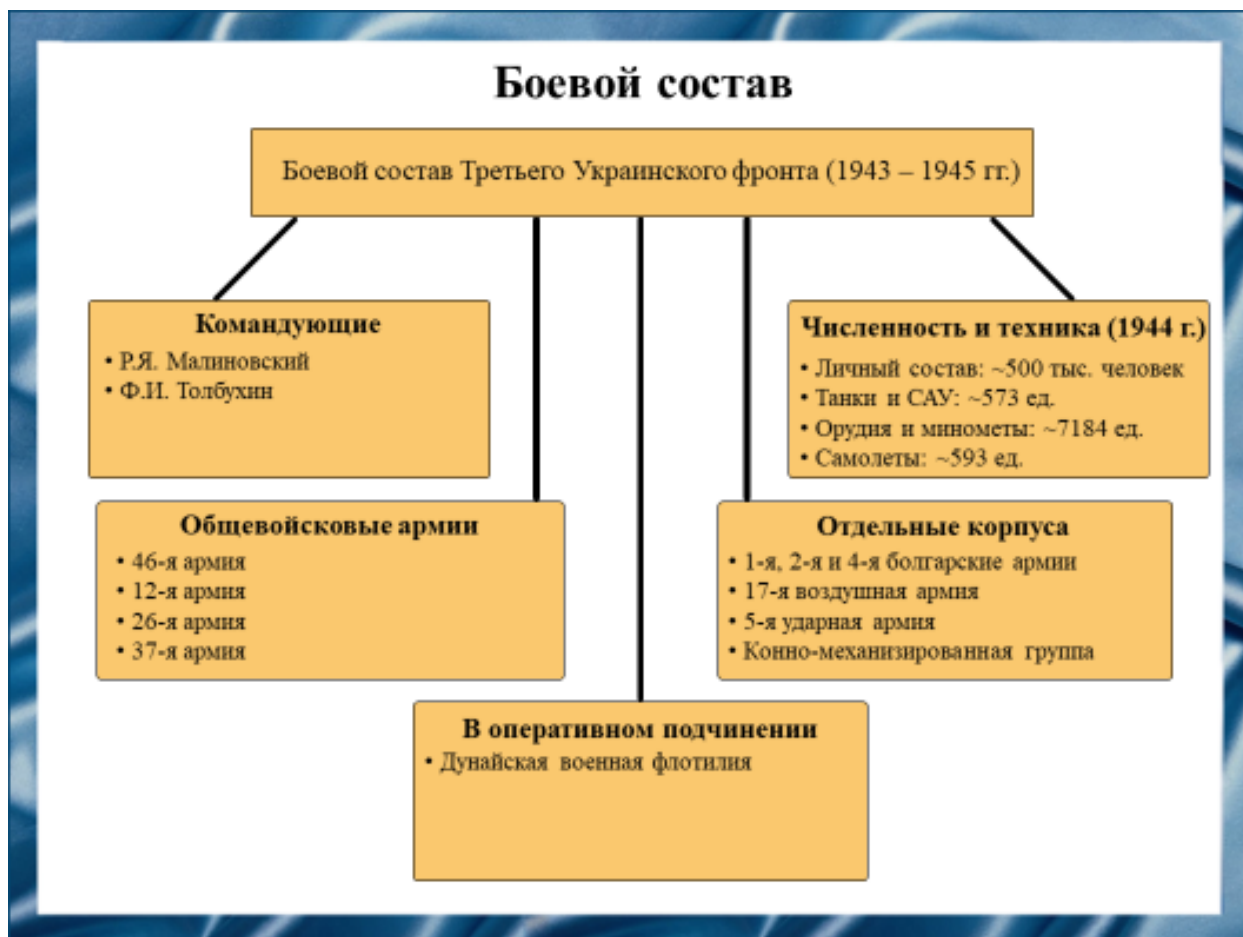 Боевой состав
Боевой состав Третьего Украинского фронта (1943 – 1945 гг.)
Командующие
• Р.Я. Малиновский
• Ф.И. Толбухин
Численность и техника (1944 г.)
• Личный состав: ~500 тыс. человек
• Танки и САУ: ~573 ед.
• Орудия и минометы: ~7184 ед.
• Самолеты: ~593 ед.
Общевойсковые армии
• 46-я армия
• 12-я армия
• 26-я армия
• 37-я армия
Отдельные корпуса
• 1-я, 2-я и 4-я болгарские армии
• 17-я воздушная армия
• 5-я ударная армия
• Конно-механизированная группа
В оперативном подчинении
• Дунайская военная флотилия